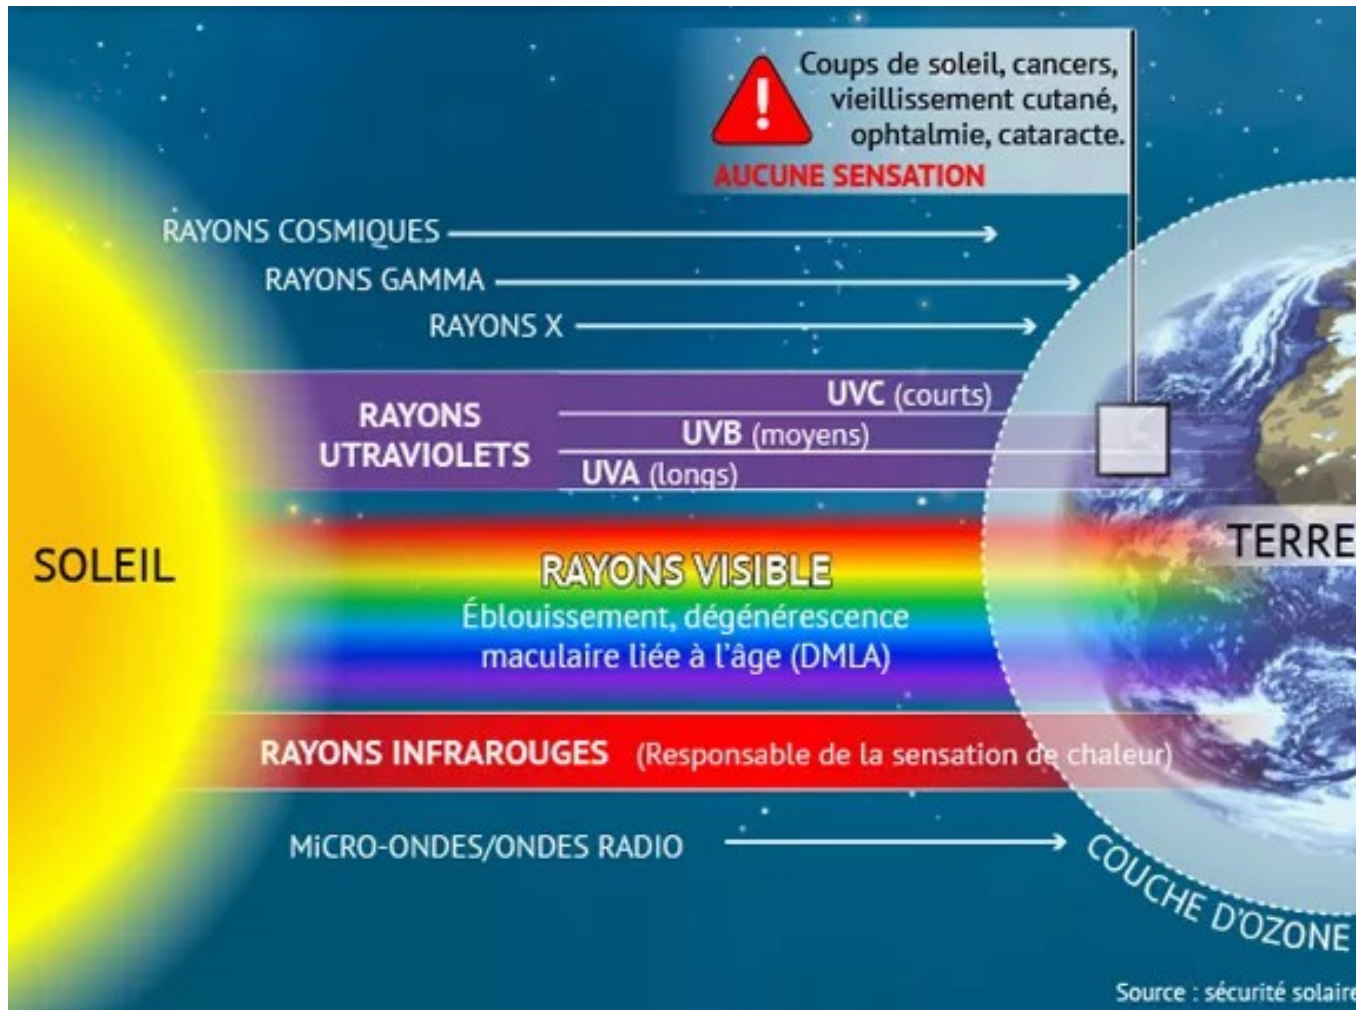 Coups de soleil, cancers,
vieillissement cutané,
ophtalmie, cataracte.
AUCUNE SENSATION
RAYONS COSMIQUES
RAYONS GAMMA
RAYONS X
RAYONS
UTRAVIOLETS
UVC (courts)
UVB (moyens)
UVA (longs)
SOLEIL
TERRE
RAYONS VISIBLE
Éblouissement, dégénérescence
maculaire liée à l'âge (DMLA)
RAYONS INFRAROUGES (Responsable de la sensation de chaleur)
MiCRO-ONDES/ONDES RADIO
COUCHE D'OZONE
Source : sécurité solaire